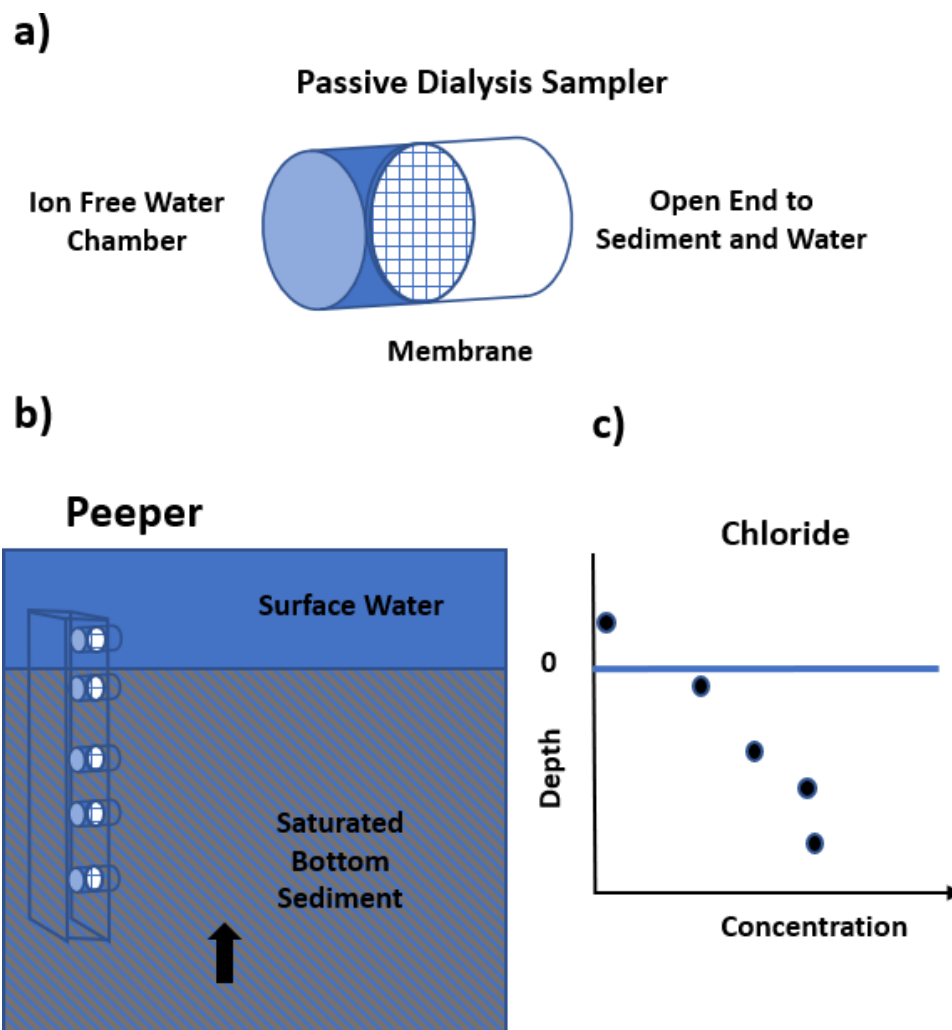 a)
Passive Dialysis Sampler
Ion Free Water
Chamber
Open End to
Sediment and Water
Membrane
b)
Peeper
Surface Water
Saturated
Bottom
Sediment
c)
Chloride
0
Depth
Concentration